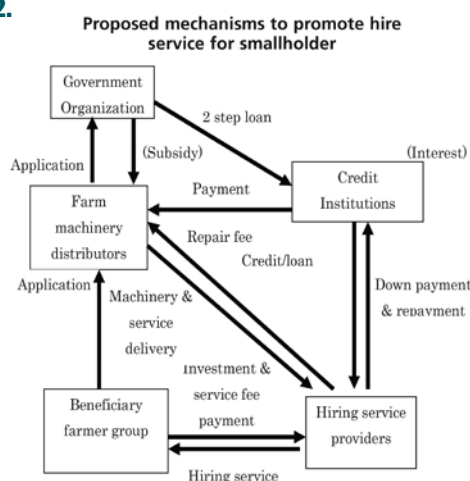 2.
Proposed mechanisms to promote hire
service for smallholder
Government
Organization
2 step loan
(Subsidy)
(Interest)
Application
Credit
Institutions
Payment
Farm
machinery
distributors
Repair fee
Credit/loan
Application
Machinery &
service
delivery
Down payment
& repayment
Investment &
service fee
payment
Beneficiary
farmer group
Hiring service
providers
Hiring service